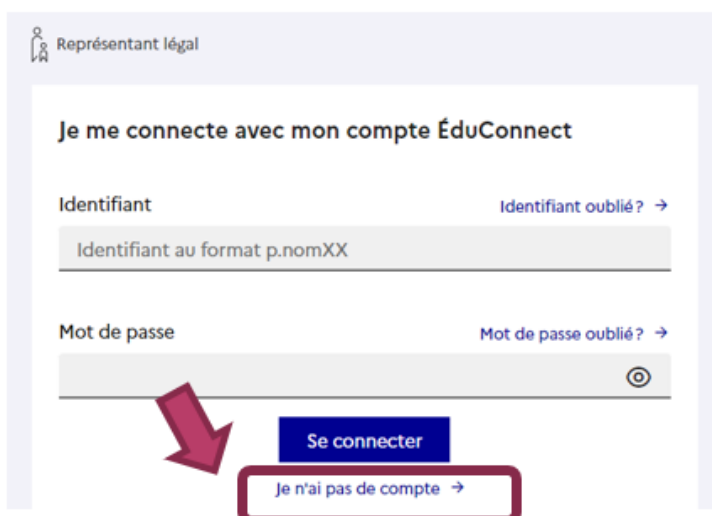 Représentant légal
Je me connecte avec mon compte ÉduConnect
Identifiant
Identifiant oublié? →
Identifiant au format p.nomXX
Mot de passe
Mot de passe oublié? →
Se connecter
Je n'ai pas de compte →